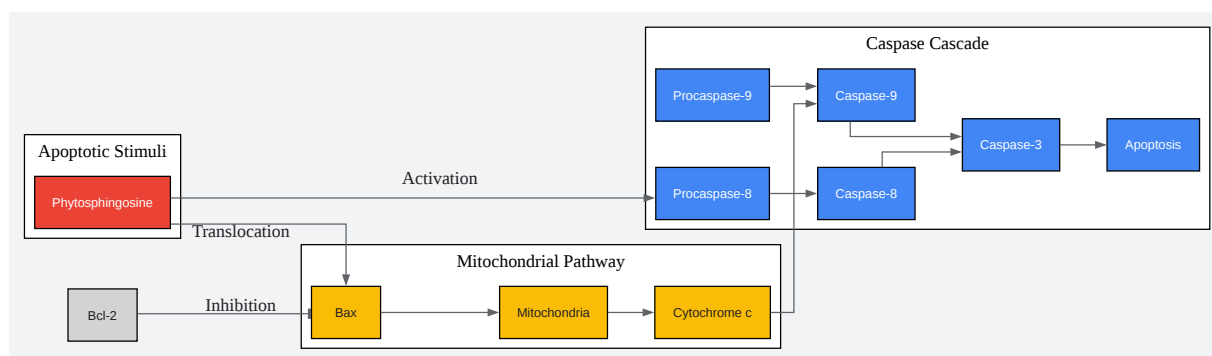 Caspase Cascade
Procaspase-9
Caspase-9
Apoptotic Stimuli
Caspase-3
Apoptosis
Phytosphingosine
Activation
Procaspase-8
Caspase-8
Translocation
Mitochondrial Pathway
Bcl-2
Inhibition
Bax
Mitochondria
Cytochrome c